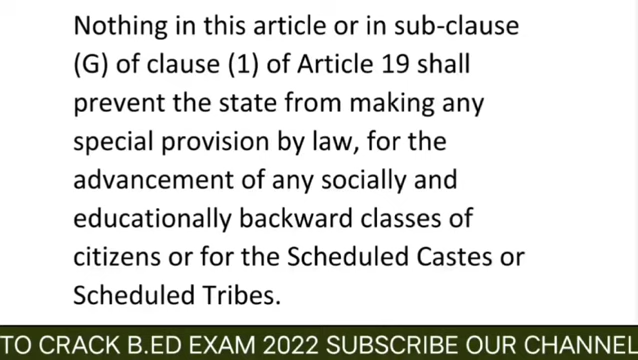 Nothing in this article or in sub-clause
(G) of clause (1) of Article 19 shall
prevent the state from making any
special provision by law, for the
advancement of any socially and
educationally backward classes of
citizens or for the Scheduled Castes or
Scheduled Tribes.
TO CRACK B.ED EXAM 2022 SUBSCRIBE OUR CHANNEL